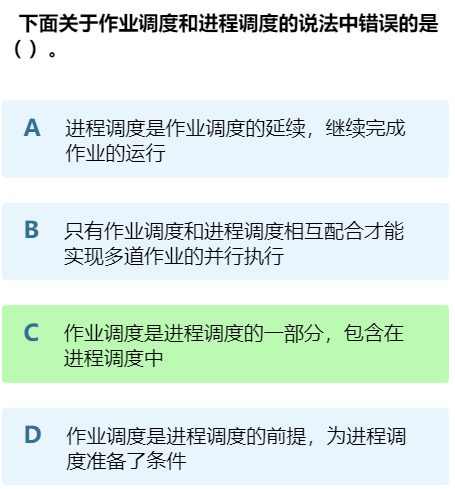 下面关于作业调度和进程调度的说法中错误的是
( ) 。
A 进程调度是作业调度的延续，继续完成
作业的运行
B 只有作业调度和进程调度相互配合才能
实现多道作业的并行执行
C 作业调度是进程调度的一部分，包含在
进程调度中
D 作业调度是进程调度的前提，为进程调
度准备了条件